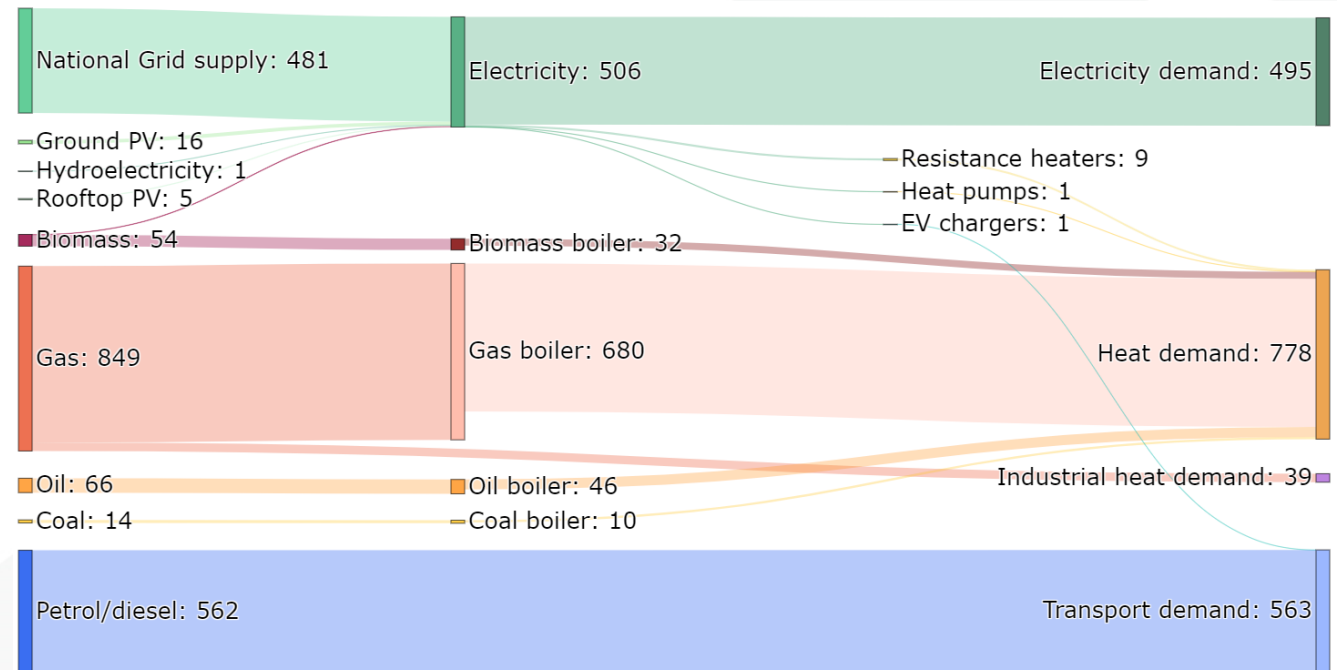 National Grid supply: 481
Electricity: 506
Electricity demand: 495
Ground PV: 16
Hydroelectricity: 1
Rooftop PV: 5
Resistance heaters: 9
Heat pumps: 1
EV chargers: 1
Biomass: 54
Biomass boiler: 32
Gas: 849
Gas boiler: 680
Heat demand: 778
Industrial heat demand: 39
Oil: 66
Oil boiler: 46
Coal: 14
Coal boiler: 10
Petrol/diesel: 562
Transport demand: 563